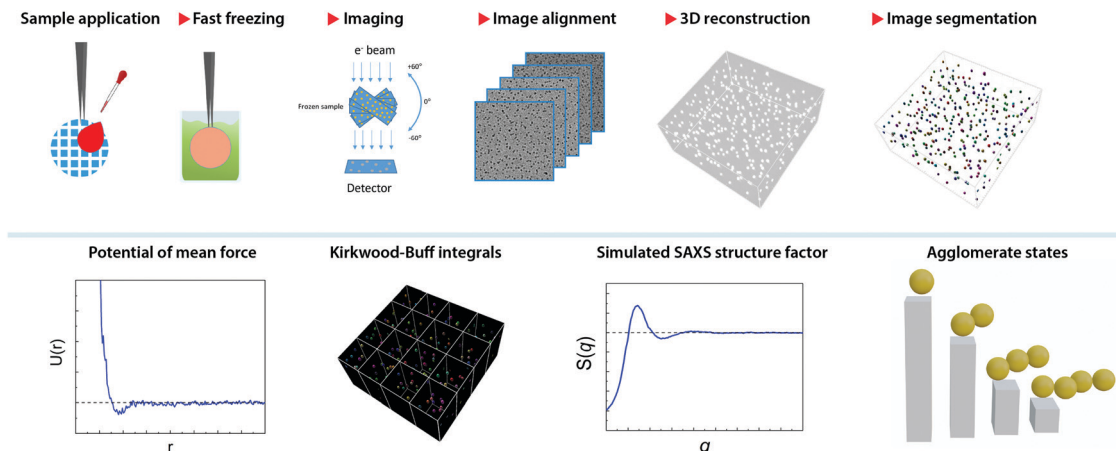 Sample application
▶ Fast freezing
▶ Imaging
▶ Image alignment
▶ 3D reconstruction
▶ Image segmentation
e⁻ beam
+60°
Frozen sample
0°
-60°
Detector
Potential of mean force
Kirkwood-Buff integrals
Simulated SAXS structure factor
Agglomerate states
U(r)
r
S(q)
q